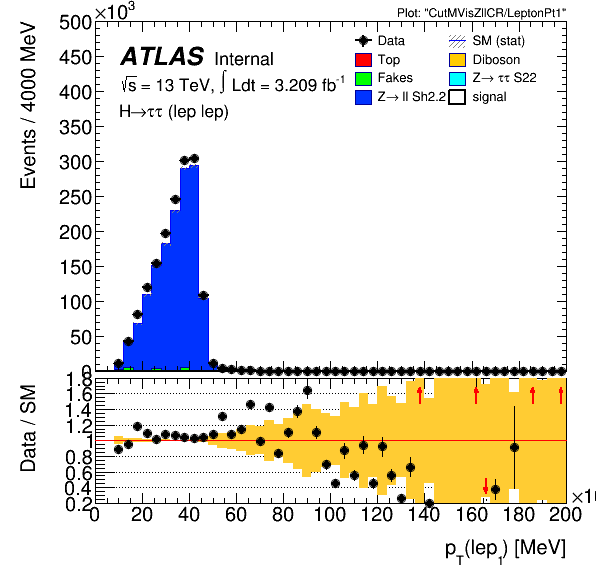 Plot: "CutMVisZllCR/LeptonPt1"
×10³
Events / 4000 MeV
500
450
400
350
300
250
200
150
100
50
0
ATLAS Internal
√s = 13 TeV, ∫ Ldt = 3.209 fb⁻¹
H→ττ (lep lep)
Data
Top
Fakes
Z→ ll Sh2.2
SM (stat)
Diboson
Z→ ττ S22
signal
Data / SM
1.8
1.6
1.4
1.2
1
0.8
0.6
0.4
0.2
0 20 40 60 80 100 120 140 160 180 200
p_T(lep_1) [MeV]